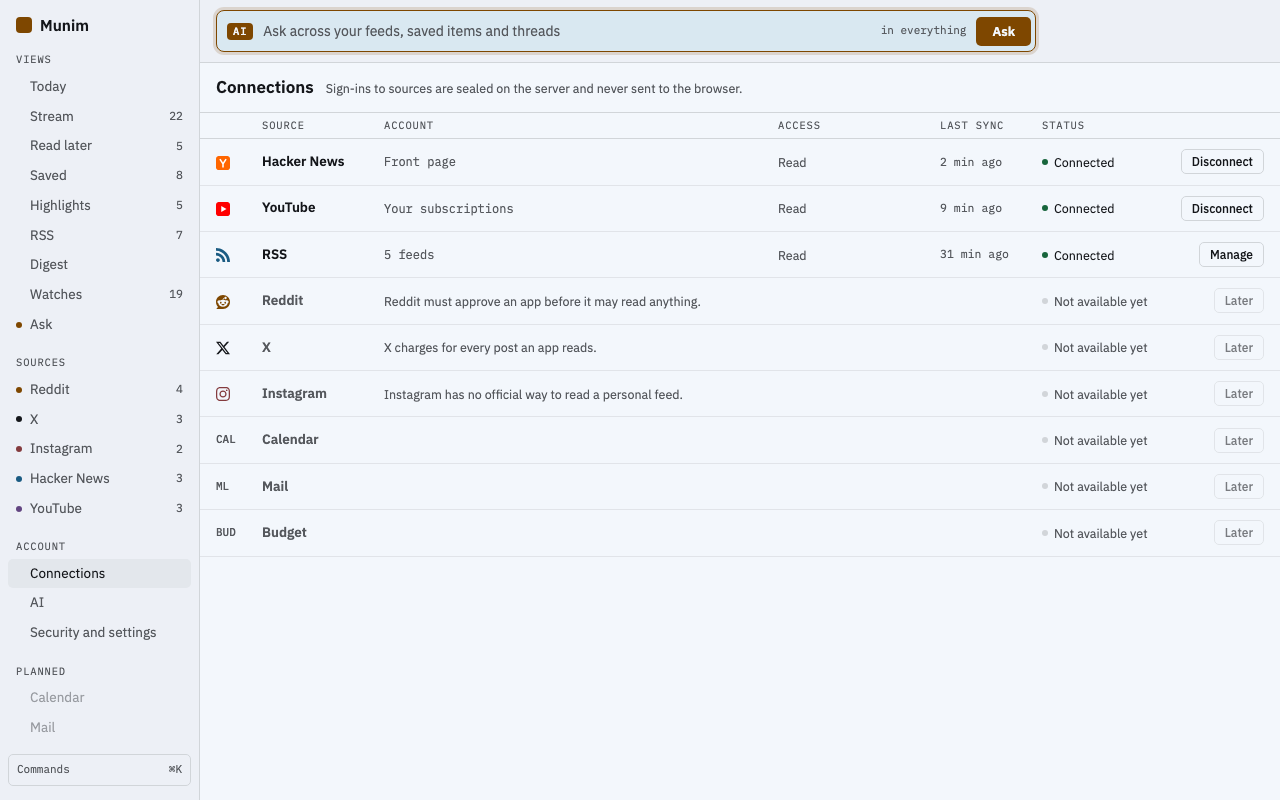 Munim
AI Ask across your feeds, saved items and threads in everything Ask
VIEWS
Today
Stream 22
Read later 5
Saved 8
Highlights 5
RSS 7
Digest
Watches 19
Ask
SOURCES
Reddit 4
X 3
Instagram 2
Hacker News 3
YouTube 3
ACCOUNT
Connections
AI
Security and settings
PLANNED
Calendar
Mail
Commands ⌘K
Connections Sign-ins to sources are sealed on the server and never sent to the browser.
SOURCE ACCOUNT ACCESS LAST SYNC STATUS
Hacker News Front page Read 2 min ago Connected Disconnect
YouTube Your subscriptions Read 9 min ago Connected Disconnect
RSS 5 feeds Read 31 min ago Connected Manage
Reddit Reddit must approve an app before it may read anything. Not available yet Later
X X charges for every post an app reads. Not available yet Later
Instagram Instagram has no official way to read a personal feed. Not available yet Later
CAL Calendar Not available yet Later
ML Mail Not available yet Later
BUD Budget Not available yet Later